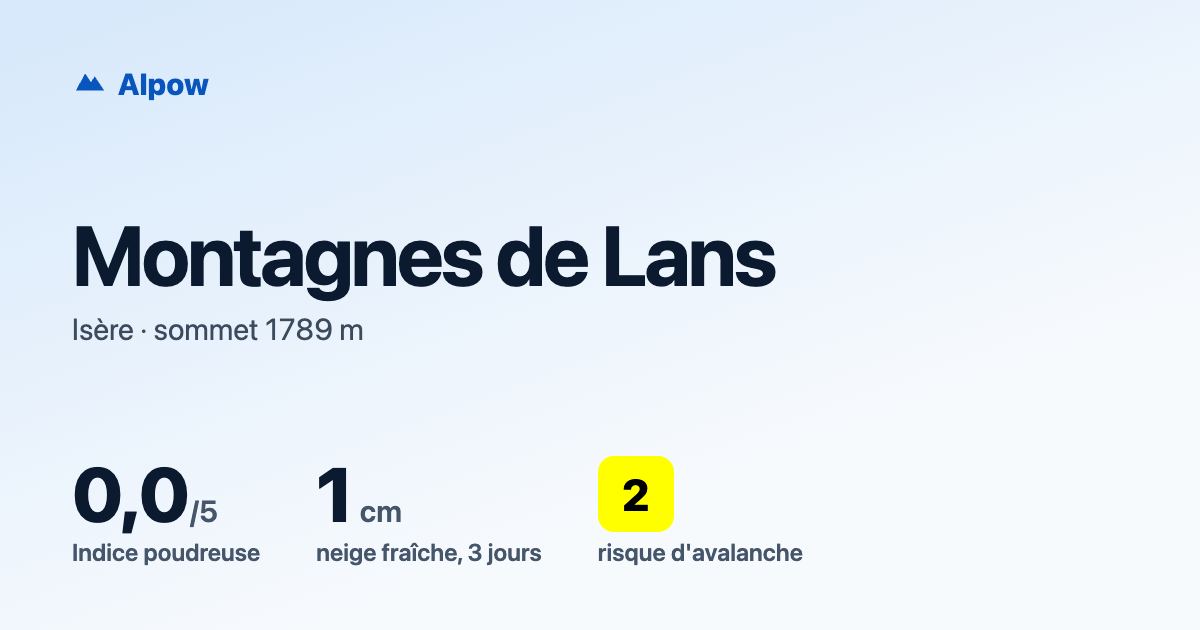 Alpow
Montagnes de Lans
Isère · sommet 1789 m
0,0/5
Indice poudreuse
1 cm
neige fraîche, 3 jours
2
risque d'avalanche